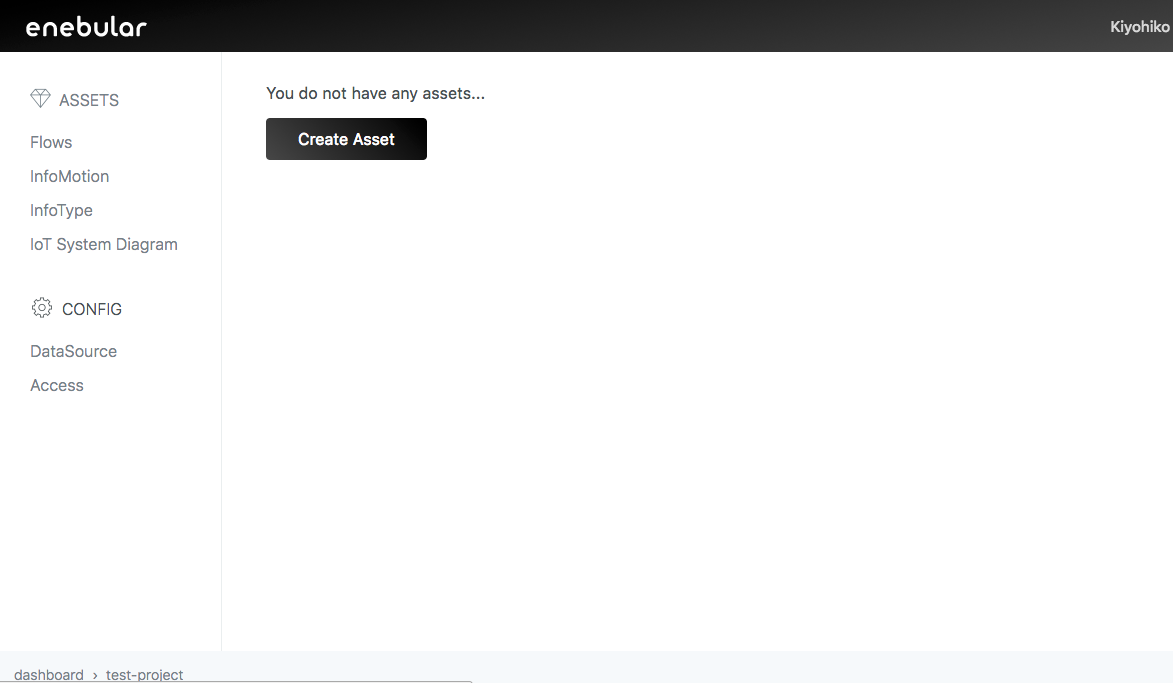 enebular
Kiyohiko
ASSETS
Flows
InfoMotion
InfoType
IoT System Diagram
CONFIG
DataSource
Access
You do not have any assets...
Create Asset
dashboard › test-project